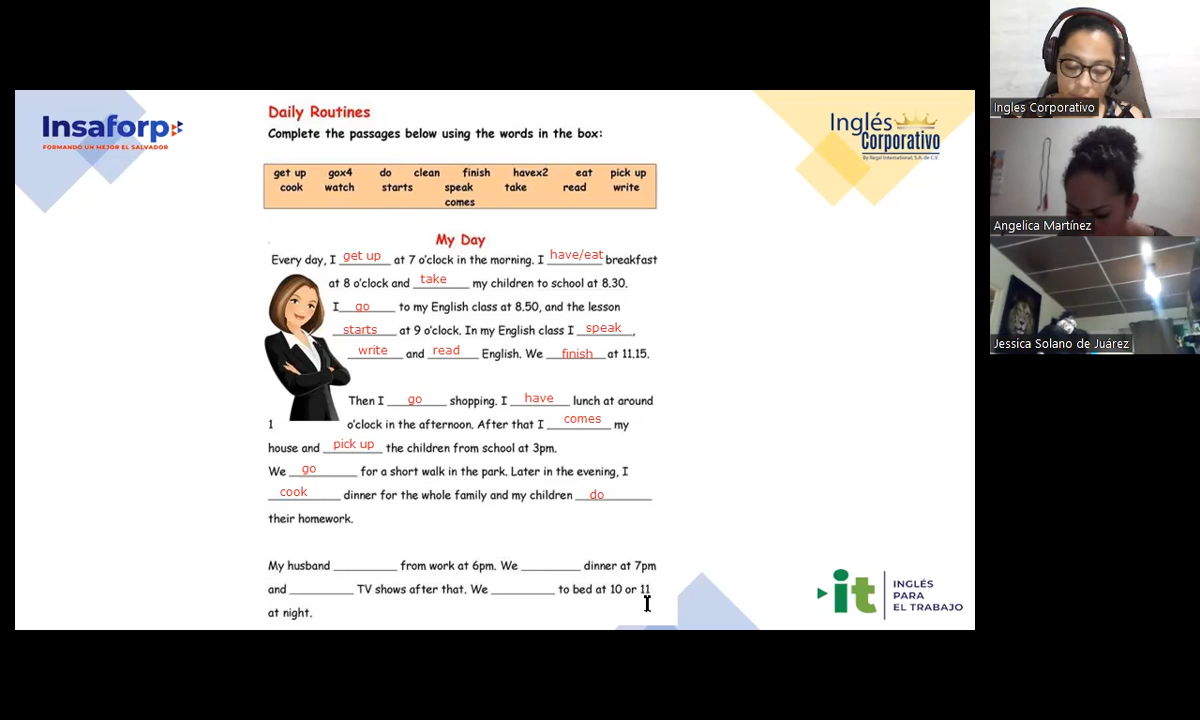 Insaforp
FORMANDO UN MEJOR EL SALVADOR
Inglés
Corporativo
By Regal International, S.A. de C.V.
Daily Routines
Complete the passages below using the words in the box:
get up gox4 do clean finish havex2 eat pick up
cook watch starts speak take read write
comes
My Day
Every day, I get up at 7 o'clock in the morning. I have/eat breakfast
at 8 o'clock and take my children to school at 8.30.
I go to my English class at 8.50, and the lesson
starts at 9 o'clock. In my English class I speak,
write and read English. We finish at 11.15.
Then I go shopping. I have lunch at around
1 o'clock in the afternoon. After that I comes my
house and pick up the children from school at 3pm.
We go for a short walk in the park. Later in the evening, I
cook dinner for the whole family and my children do
their homework.
My husband ________ from work at 6pm. We ________ dinner at 7pm
and ________ TV shows after that. We ________ to bed at 10 or 11
at night.
it
INGLÉS
PARA
EL TRABAJO
Ingles Corporativo
Angelica Martínez
Jessica Solano de Juárez